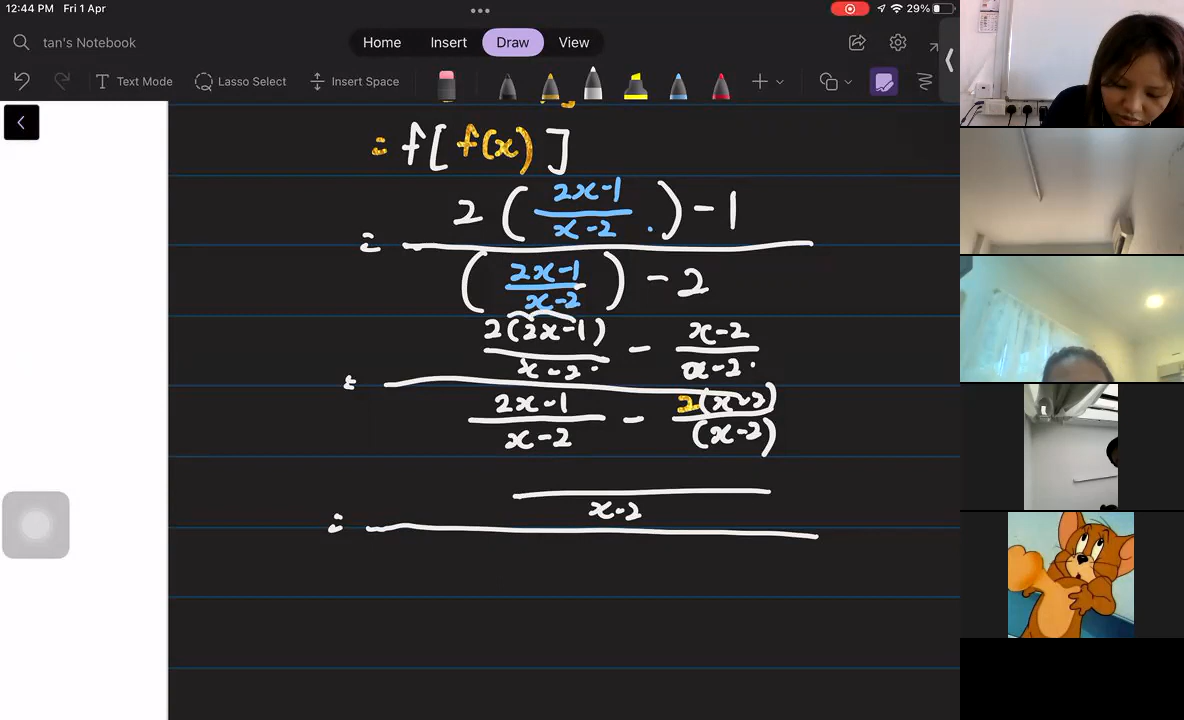 12:44 PM Fri 1 Apr
29%
tan's Notebook
Home Insert Draw View
Text Mode Lasso Select Insert Space
= f[ f(x) ]
2 ( 2x-1
x-2 ) - 1
=
( 2x-1
x-2 ) - 2
2(2x-1) - x-2
x-2 x-2
=
2x-1 - 2(x-2)
x-2 (x-2)
x-2
=